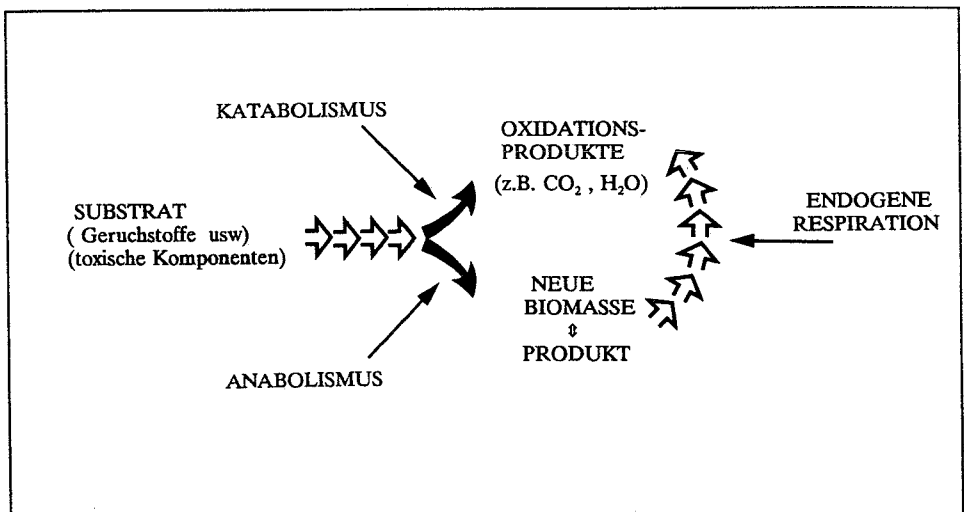 KATABOLISMUS
OXIDATIONS-
PRODUKTE
(z.B. CO₂ , H₂O)
SUBSTRAT
( Geruchstoffe usw)
(toxische Komponenten)
ENDOGENE
RESPIRATION
NEUE
BIOMASSE
⇕
PRODUKT
ANABOLISMUS